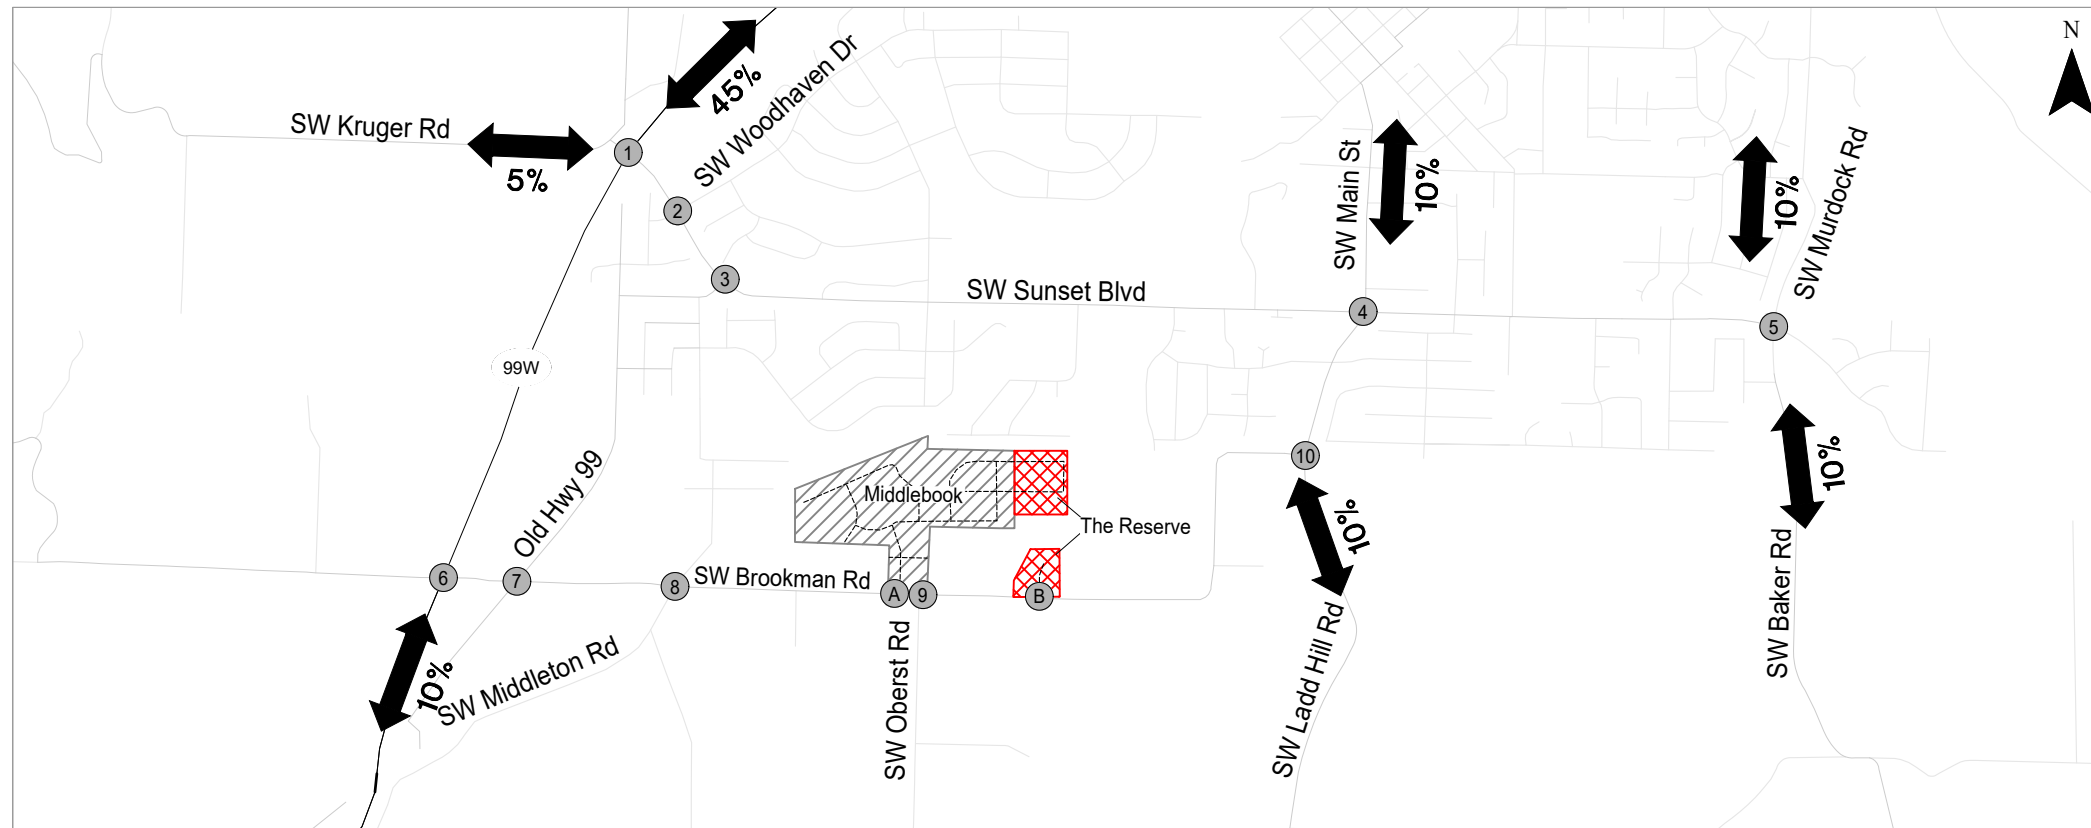 N
45%
SW Woodhaven Dr
SW Kruger Rd
5%
1
2
3
SW Main St
10%
10%
SW Murdock Rd
SW Sunset Blvd
4
5
99W
Old Hwy 99
Middlebook
The Reserve
10
10%
10%
6
7
8
SW Brookman Rd
A
9
B
10%
SW Middleton Rd
SW Oberst Rd
SW Ladd Hill Rd
SW Baker Rd